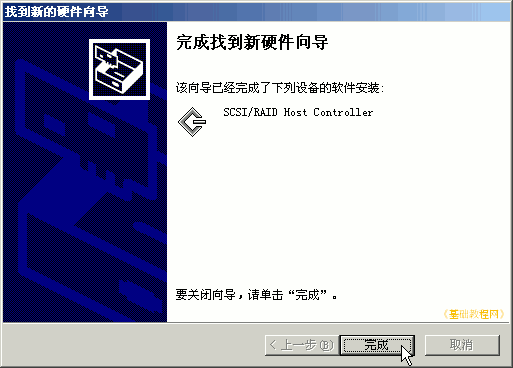 找到新的硬件向导
完成找到新硬件向导
该向导已经完成了下列设备的软件安装:
SCSI/RAID Host Controller
要关闭向导，请单击“完成”。
《基础教程网》
< 上一步(B)
完成
取消